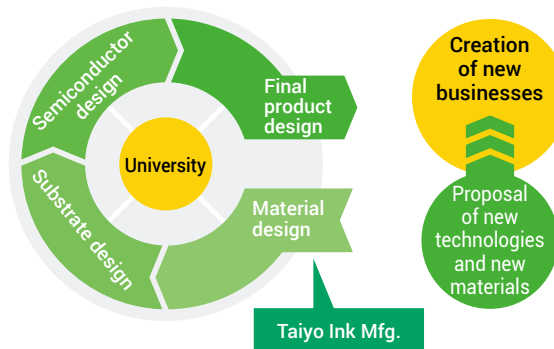 Semiconductor
design
Final
product
design
University
Substrate design
Material
design
Taiyo Ink Mfg.
Creation
of new
businesses
Proposal
of new
technologies
and new
materials